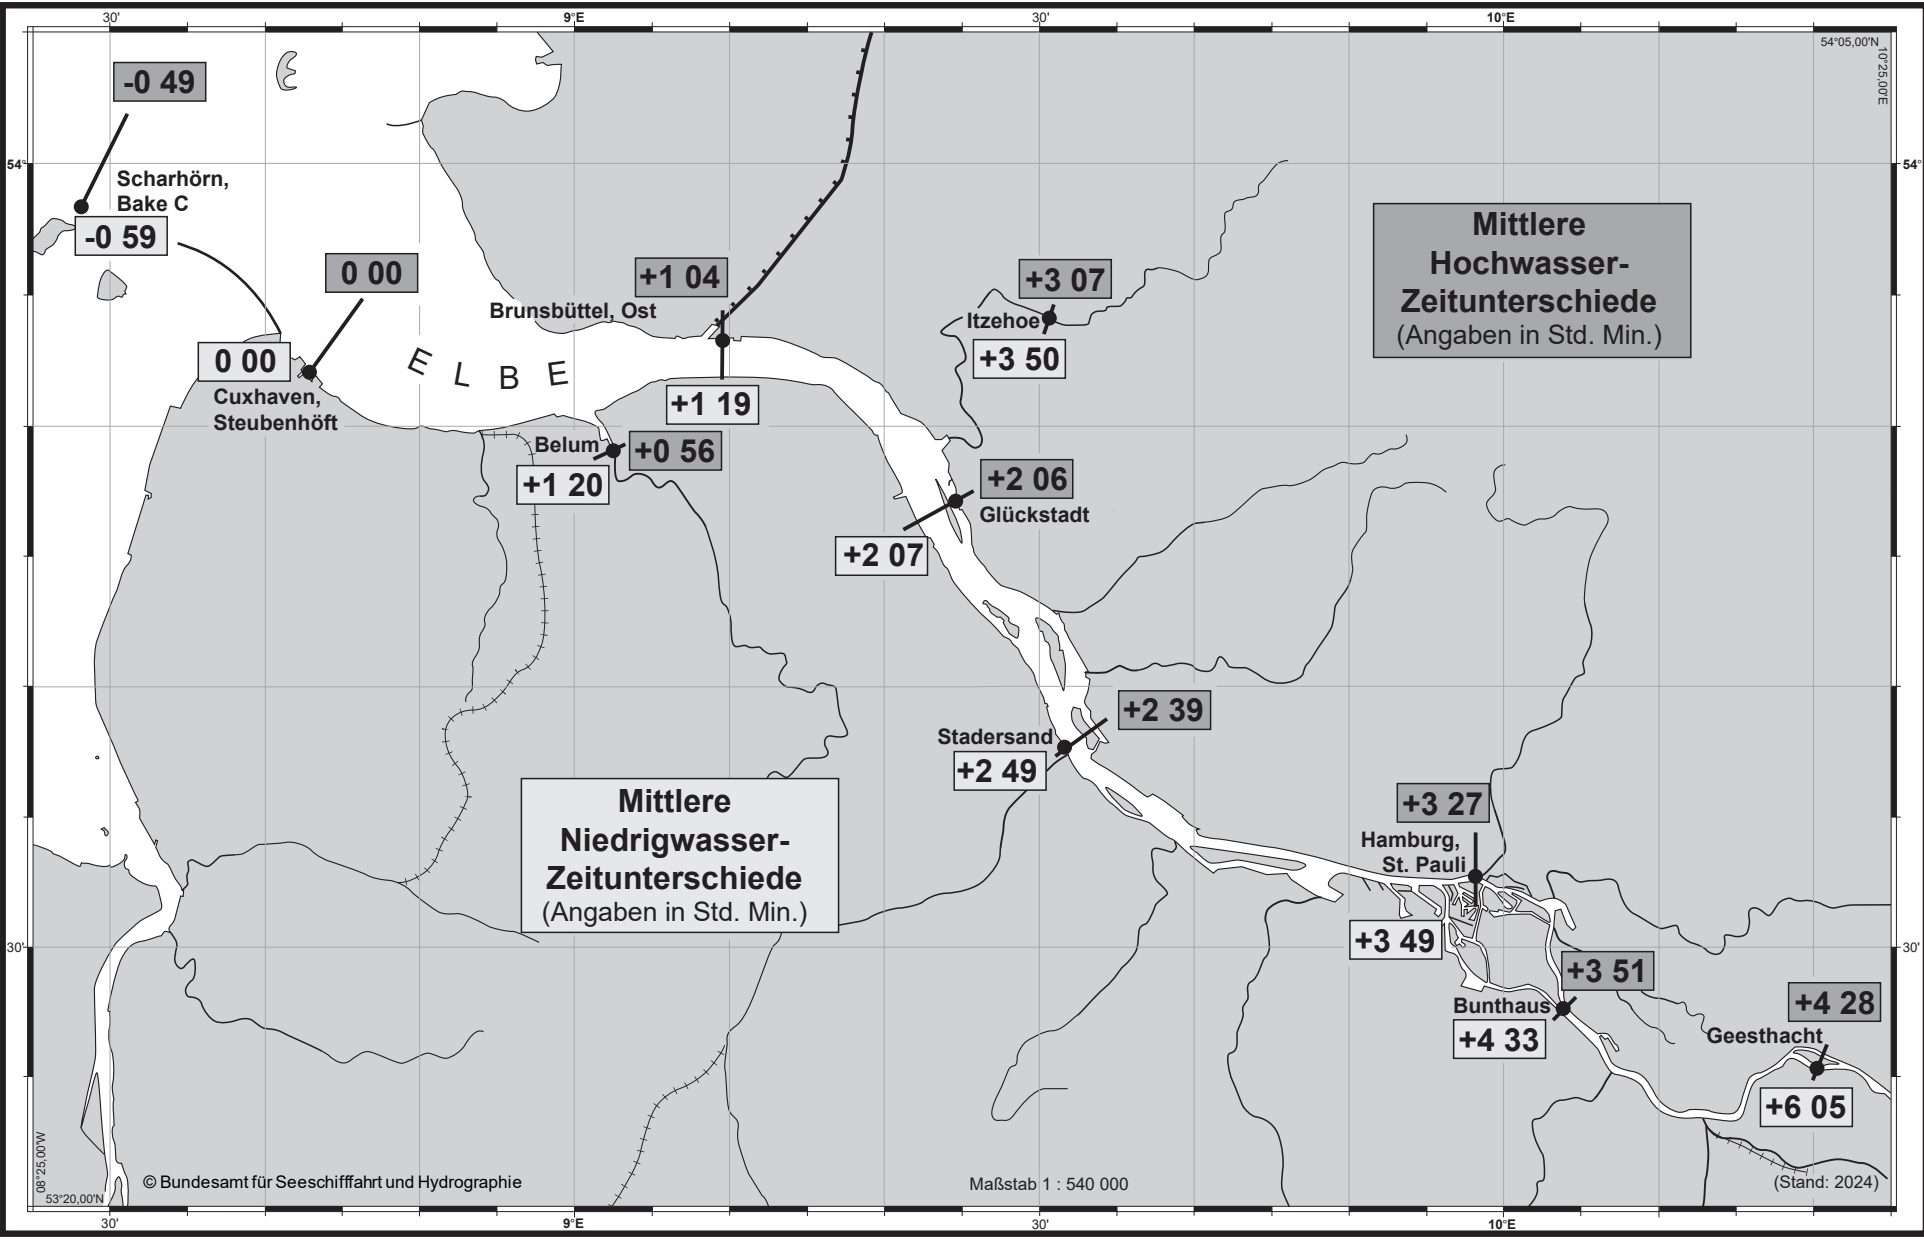 30'
9°E
30'
10°E
54°05,00'N
10°25,00'E
-0 49
54°
54°
Scharhörn,
Bake C
-0 59
0 00
+1 04
Brunsbüttel, Ost
+3 07
Itzehoe
+3 50
Mittlere
Hochwasser-
Zeitunterschiede
(Angaben in Std. Min.)
0 00
Cuxhaven,
Steubenhöft
E L B E
+1 19
Belum
+0 56
+1 20
+2 06
Glückstadt
+2 07
+2 39
Stadersand
+2 49
Mittlere
Niedrigwasser-
Zeitunterschiede
(Angaben in Std. Min.)
+3 27
Hamburg,
St. Pauli
+3 49
30'
30'
+3 51
Bunthaus
+4 33
+4 28
Geesthacht
+6 05
08°25,00'W
53°20,00'N
© Bundesamt für Seeschifffahrt und Hydrographie
Maßstab 1 : 540 000
(Stand: 2024)
30'
9°E
30'
10°E